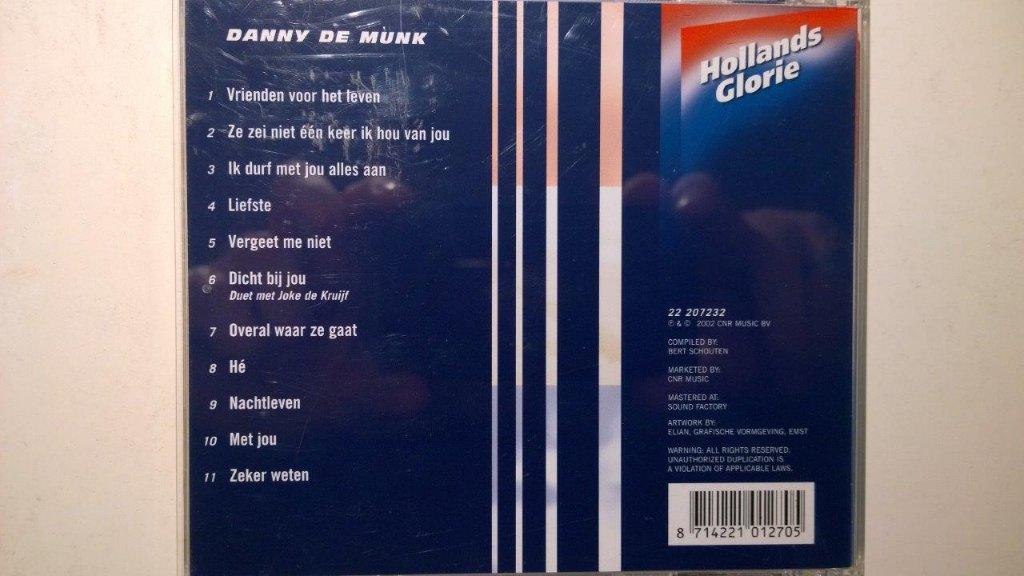 DANNY DE MUNK
1 Vrienden voor het leven
2 Ze zei niet één keer ik hou van jou
3 Ik durf met jou alles aan
4 Liefste
5 Vergeet me niet
6 Dicht bij jou
Duet met Joke de Kruijf
7 Overal waar ze gaat
8 Hé
9 Nachtleven
10 Met jou
11 Zeker weten
Hollands
Glorie
22 207232
℗ & © 2002 CNR MUSIC BV
COMPILED BY:
BERT SCHOUTEN
MARKETED BY:
CNR MUSIC
MASTERED AT:
SOUND FACTORY
ARTWORK BY:
ELIAN, GRAFISCHE VORMGEVING, EMST
WARNING: ALL RIGHTS RESERVED.
UNAUTHORIZED DUPLICATION IS
A VIOLATION OF APPLICABLE LAWS.
8 714221 012705